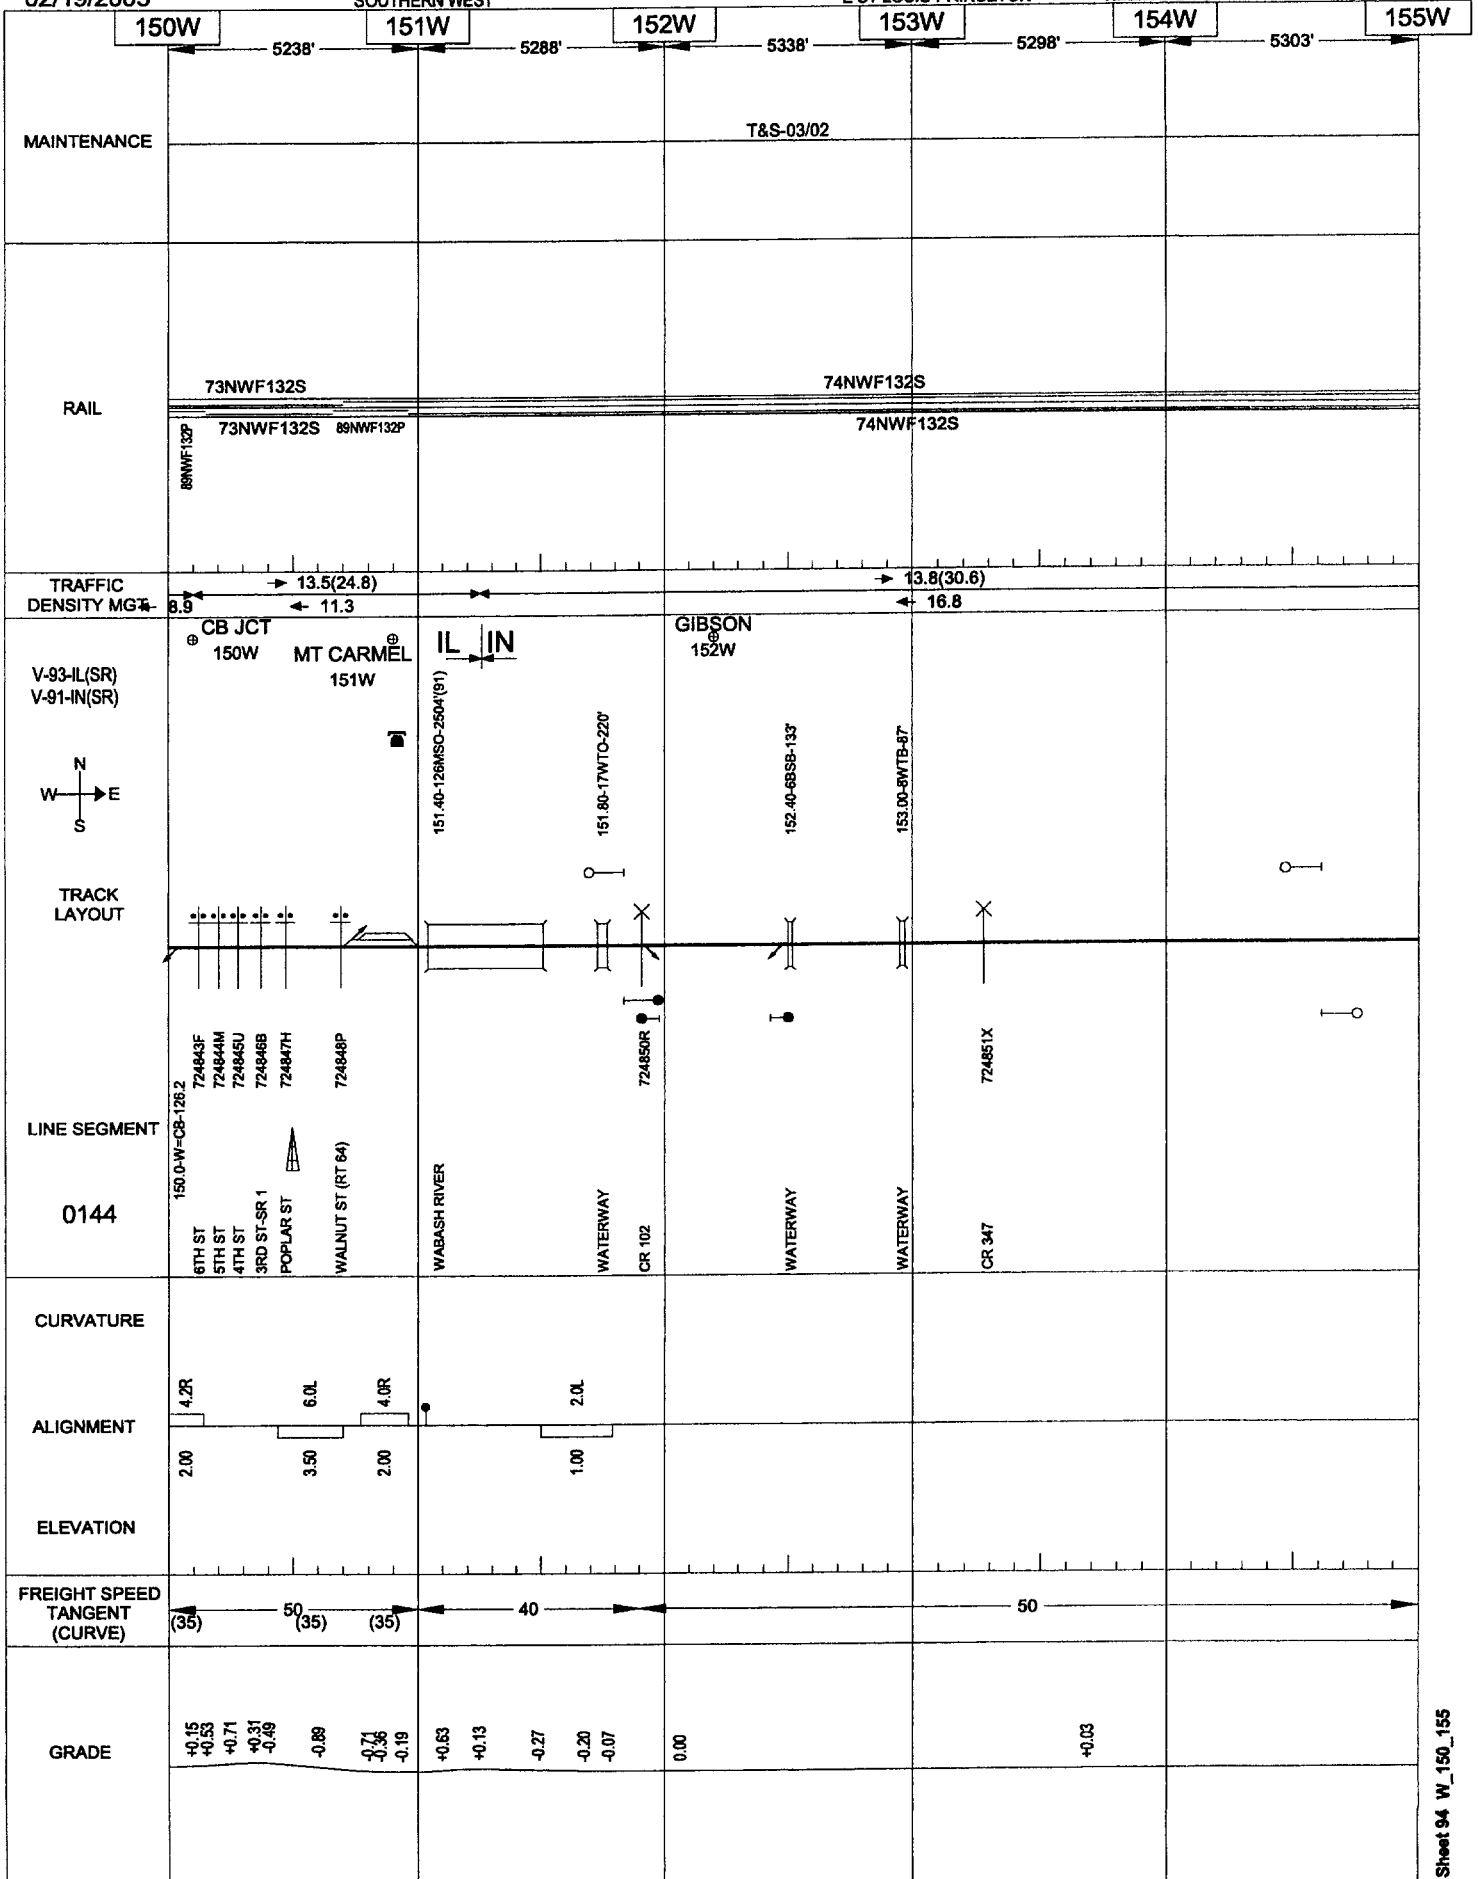 02/19/2003
SOUTHERN WEST
150W 151W 152W 153W 154W 155W
5238' 5288' 5338' 5298' 5303'
MAINTENANCE
T&S-03/02
RAIL
73NWF132S 74NWF132S
73NWF132S 89NWF132P 74NWF132S
89NWF132P
TRAFFIC
DENSITY MGT
8.9
13.5(24.8)
11.3
13.8(30.6)
16.8
CB JCT
150W
MT CARMEL
151W
IL IN
GIBSON
152W
V-93-IL(SR)
V-91-IN(SR)
N
W E
S
151.40-126MSO-2504'(91)
151.80-17WTO-220'
152.40-6BSB-133'
153.00-8WTB-87'
TRACK
LAYOUT
LINE SEGMENT
0144
150.0-W=CB-126.2
724843F
724844M
724845U
724846B
724847H
724848P
724850R
724851X
6TH ST
5TH ST
4TH ST
3RD ST-SR 1
POPLAR ST
WALNUT ST (RT 64)
WABASH RIVER
WATERWAY
CR 102
WATERWAY
WATERWAY
CR 347
CURVATURE
4.2R
6.0L
4.0R
2.0L
ALIGNMENT
2.00
3.50
2.00
1.00
ELEVATION
FREIGHT SPEED
TANGENT
(CURVE)
50 40 50
(35) (35) (35)
GRADE
+0.15
+0.53
+0.71
+0.31
-0.49
-0.89
-0.71
-0.36
-0.19
+0.63
+0.13
-0.27
-0.20
-0.07
0.00
+0.03
Sheet 94 W_150_155